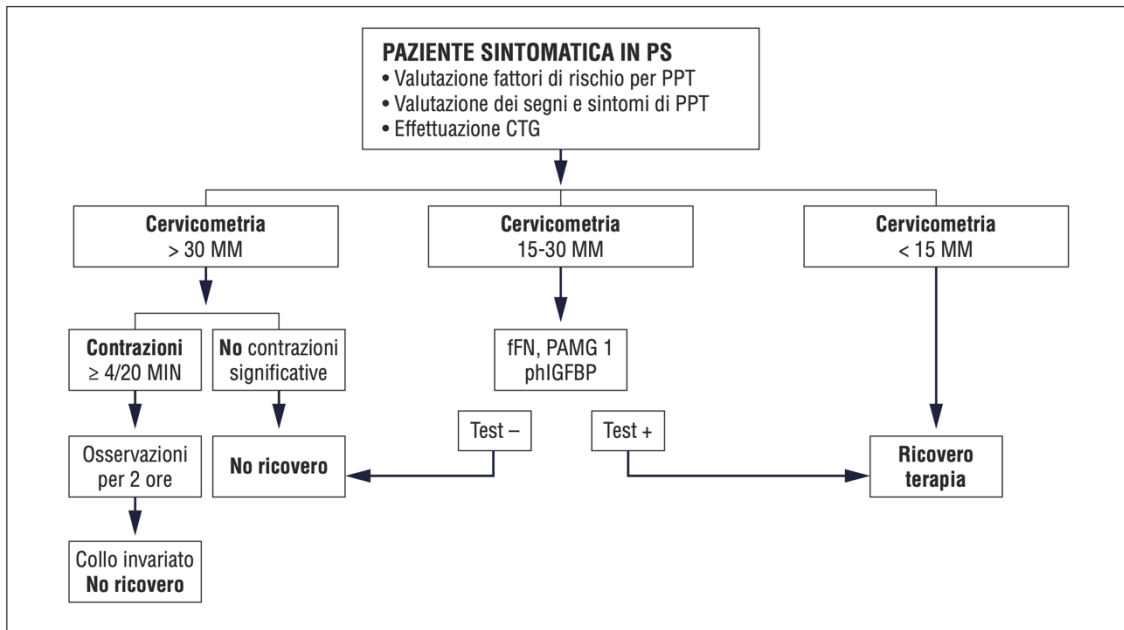 PAZIENTE SINTOMATICA IN PS
• Valutazione fattori di rischio per PPT
• Valutazione dei segni e sintomi di PPT
• Effettuazione CTG
Cervicometria
> 30 MM
Cervicometria
15-30 MM
Cervicometria
< 15 MM
Contrazioni
≥ 4/20 MIN
No contrazioni
significative
fFN, PAMG 1
phIGFBP
Test –
Test +
Osservazioni
per 2 ore
No ricovero
Ricovero
terapia
Collo invariato
No ricovero